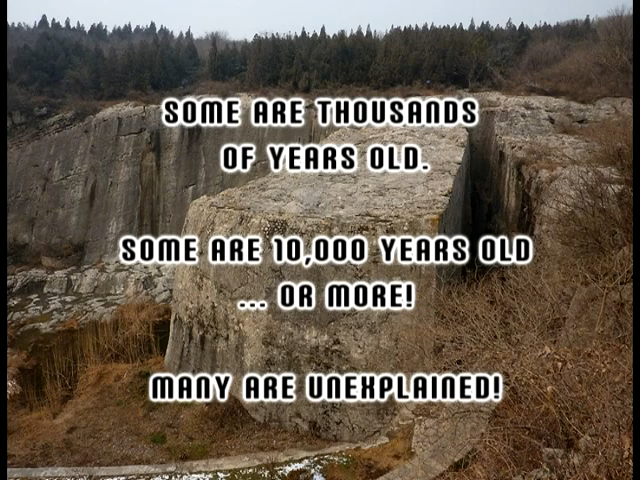 SOME ARE THOUSANDS
OF YEARS OLD.
SOME ARE 10,000 YEARS OLD
... OR MORE!
MANY ARE UNEXPLAINED!